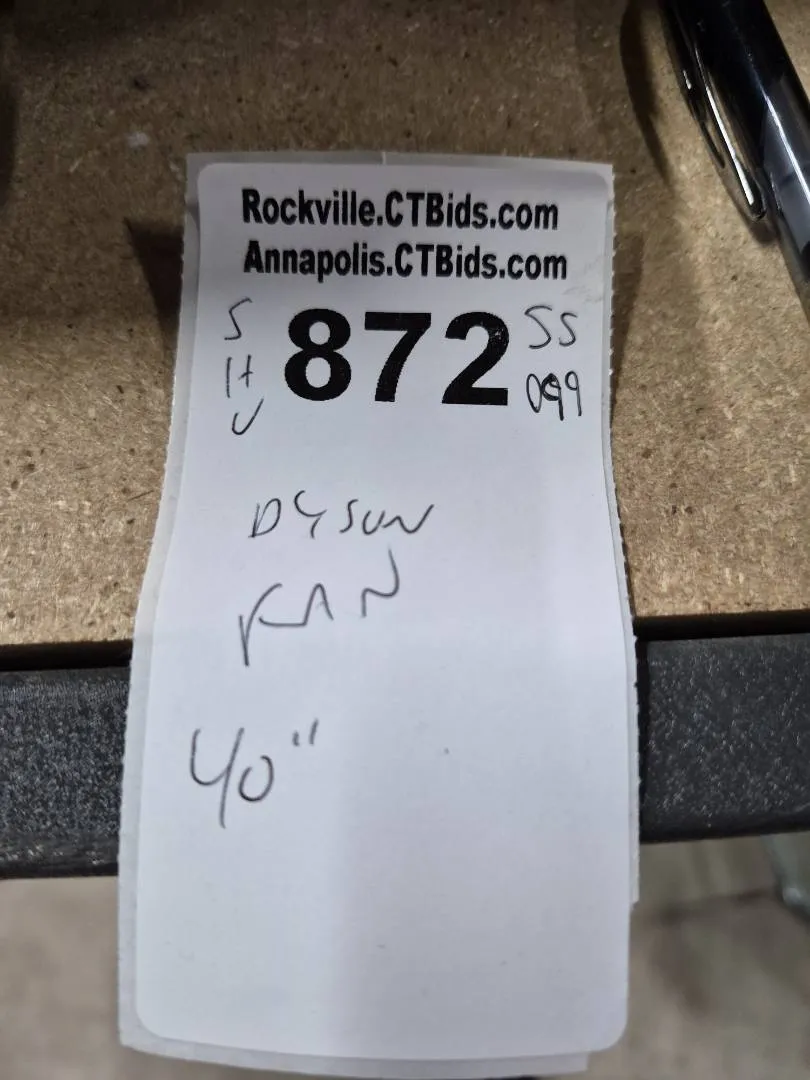 Rockville.CTBids.com
Annapolis.CTBids.com
S
H
U
872
SS
099
DYSON
FAN
40"